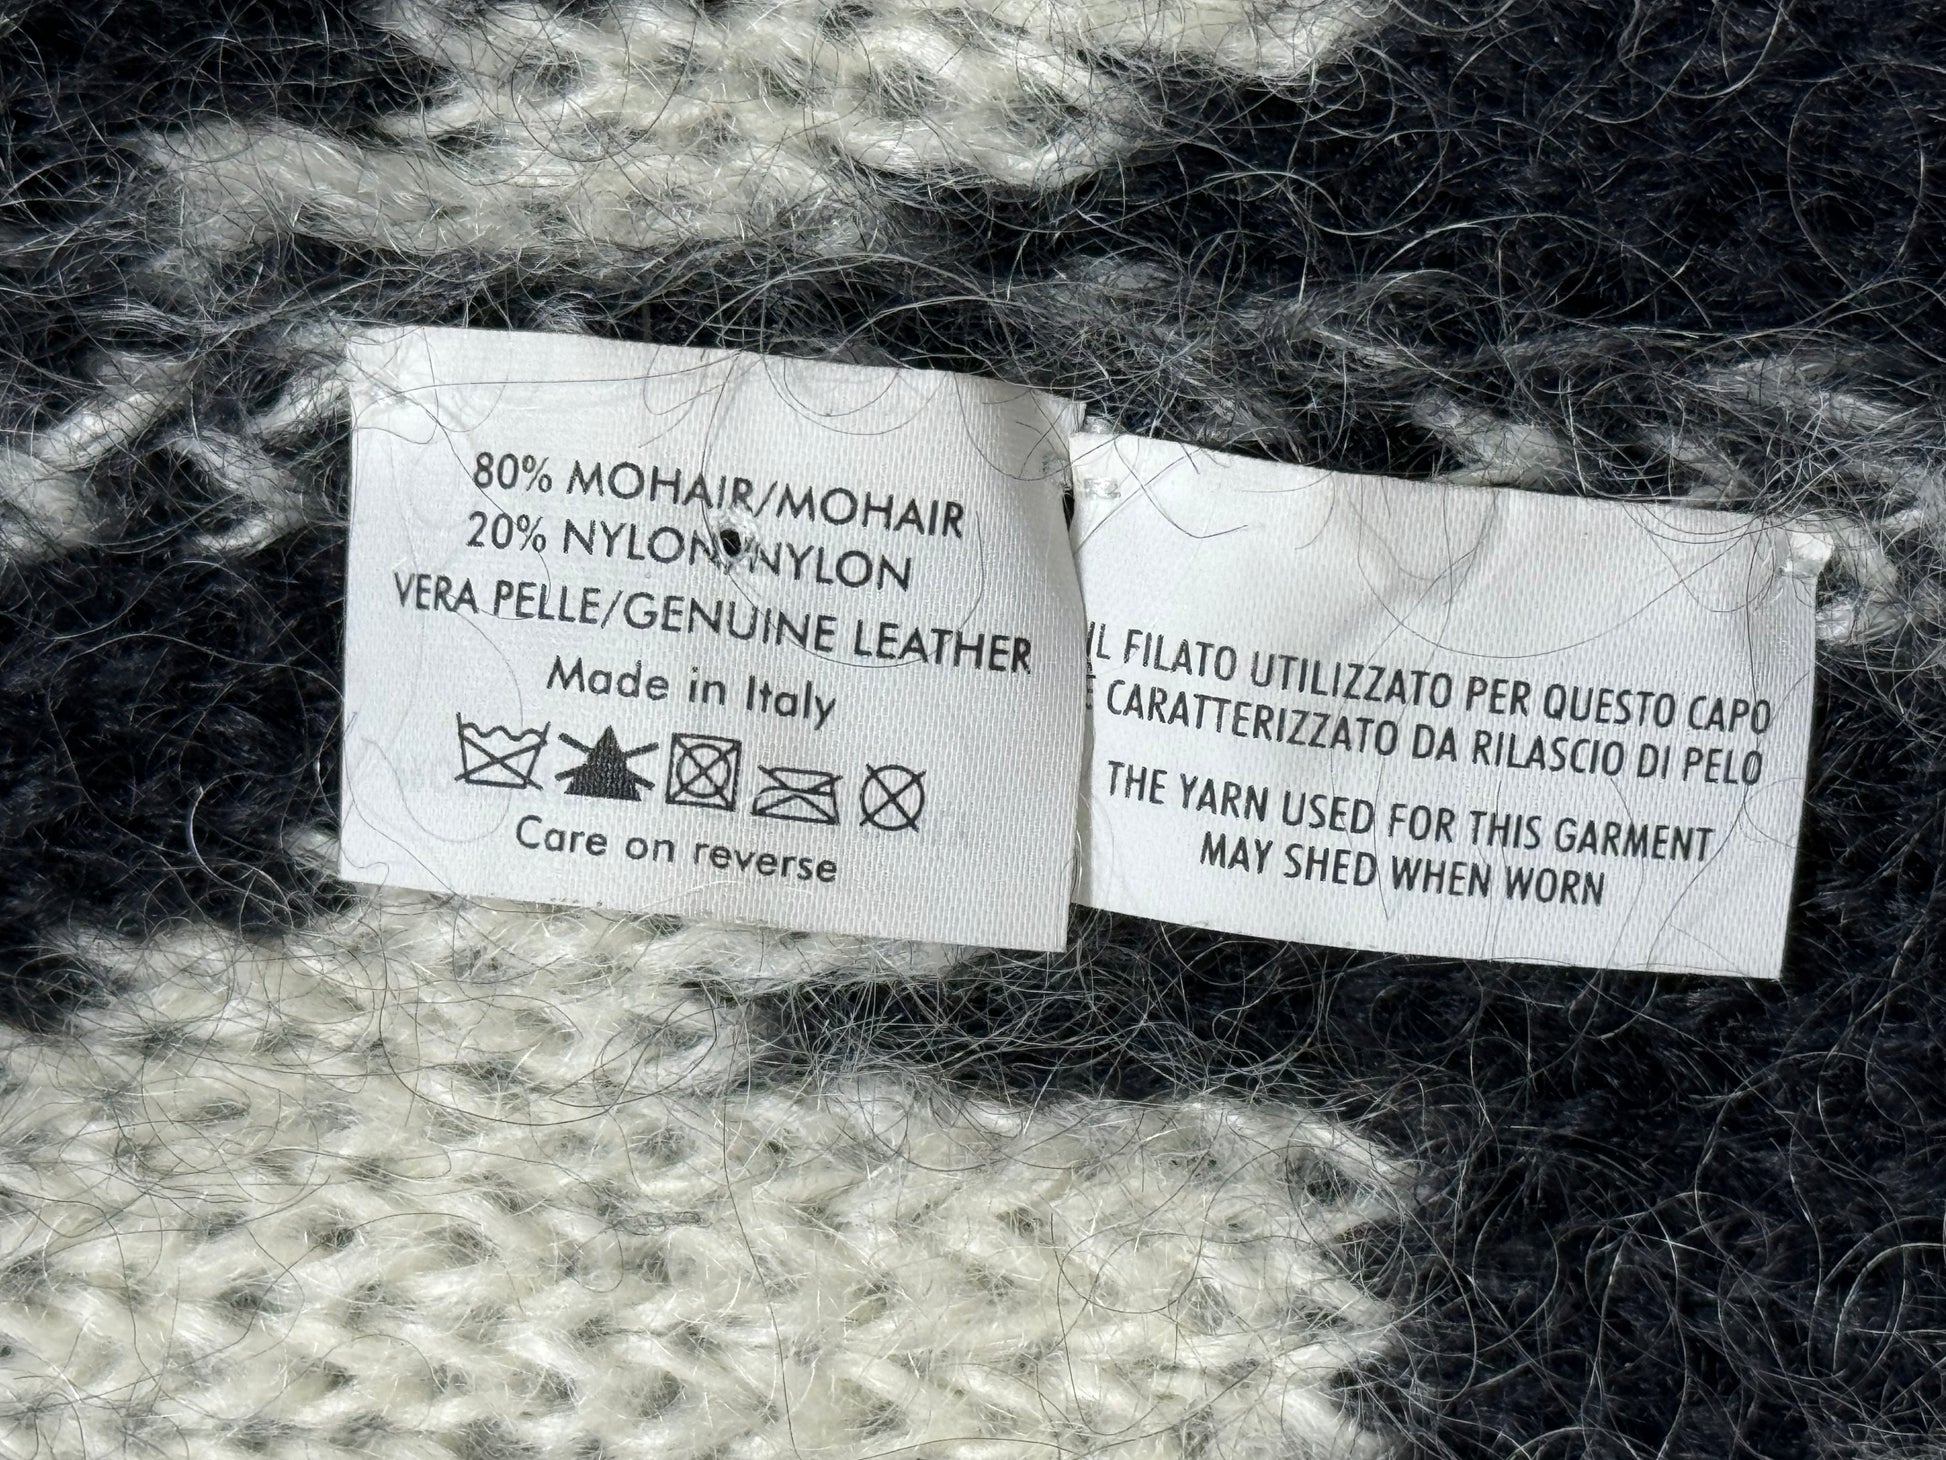 80% MOHAIR/MOHAIR
20% NYLON/NYLON
VERA PELLE/GENUINE LEATHER
Made in Italy
Care on reverse
IL FILATO UTILIZZATO PER QUESTO CAPO
È CARATTERIZZATO DA RILASCIO DI PELO
THE YARN USED FOR THIS GARMENT
MAY SHED WHEN WORN